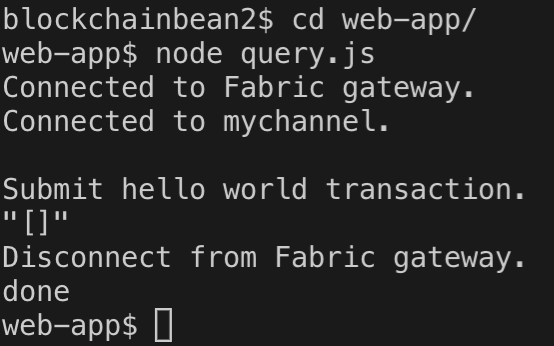 blockchainbean2$ cd web-app/
web-app$ node query.js
Connected to Fabric gateway.
Connected to mychannel.
Submit hello world transaction.
"[]"
Disconnect from Fabric gateway.
done
web-app$